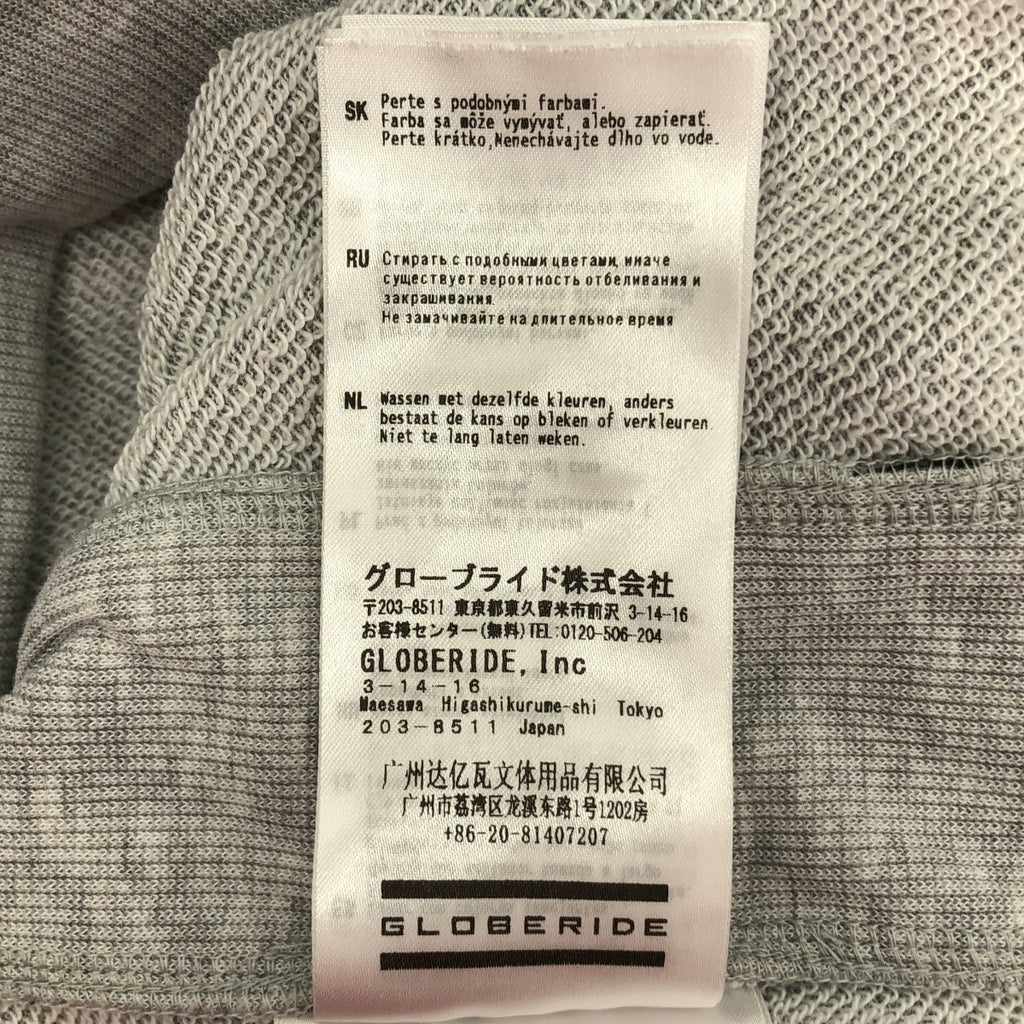 SK Perte s podobnými farbami.
Farba sa môže vymývať, alebo zapierať.
Perte krátko,Nenechávajte dlho vo vode.
RU Стирать с подобными цветами, иначе
существует вероятность отбеливания и
закрашивания
Не замачивайте на длительное время
NL Wassen met dezelfde kleuren, anders
bestaat de kans op bleken of verkleuren
Niet te lang laten weken.
グローブライド株式会社
〒203-8511 東京都東久留米市前沢 3-14-16
お客様センター(無料)TEL:0120-506-204
GLOBERIDE, Inc
3-14-16
Maesawa Higashikurume-shi Tokyo
203-8511 Japan
广州达亿瓦文体用品有限公司
广州市荔湾区龙溪东路1号1202房
+86-20-81407207
GLOBERIDE